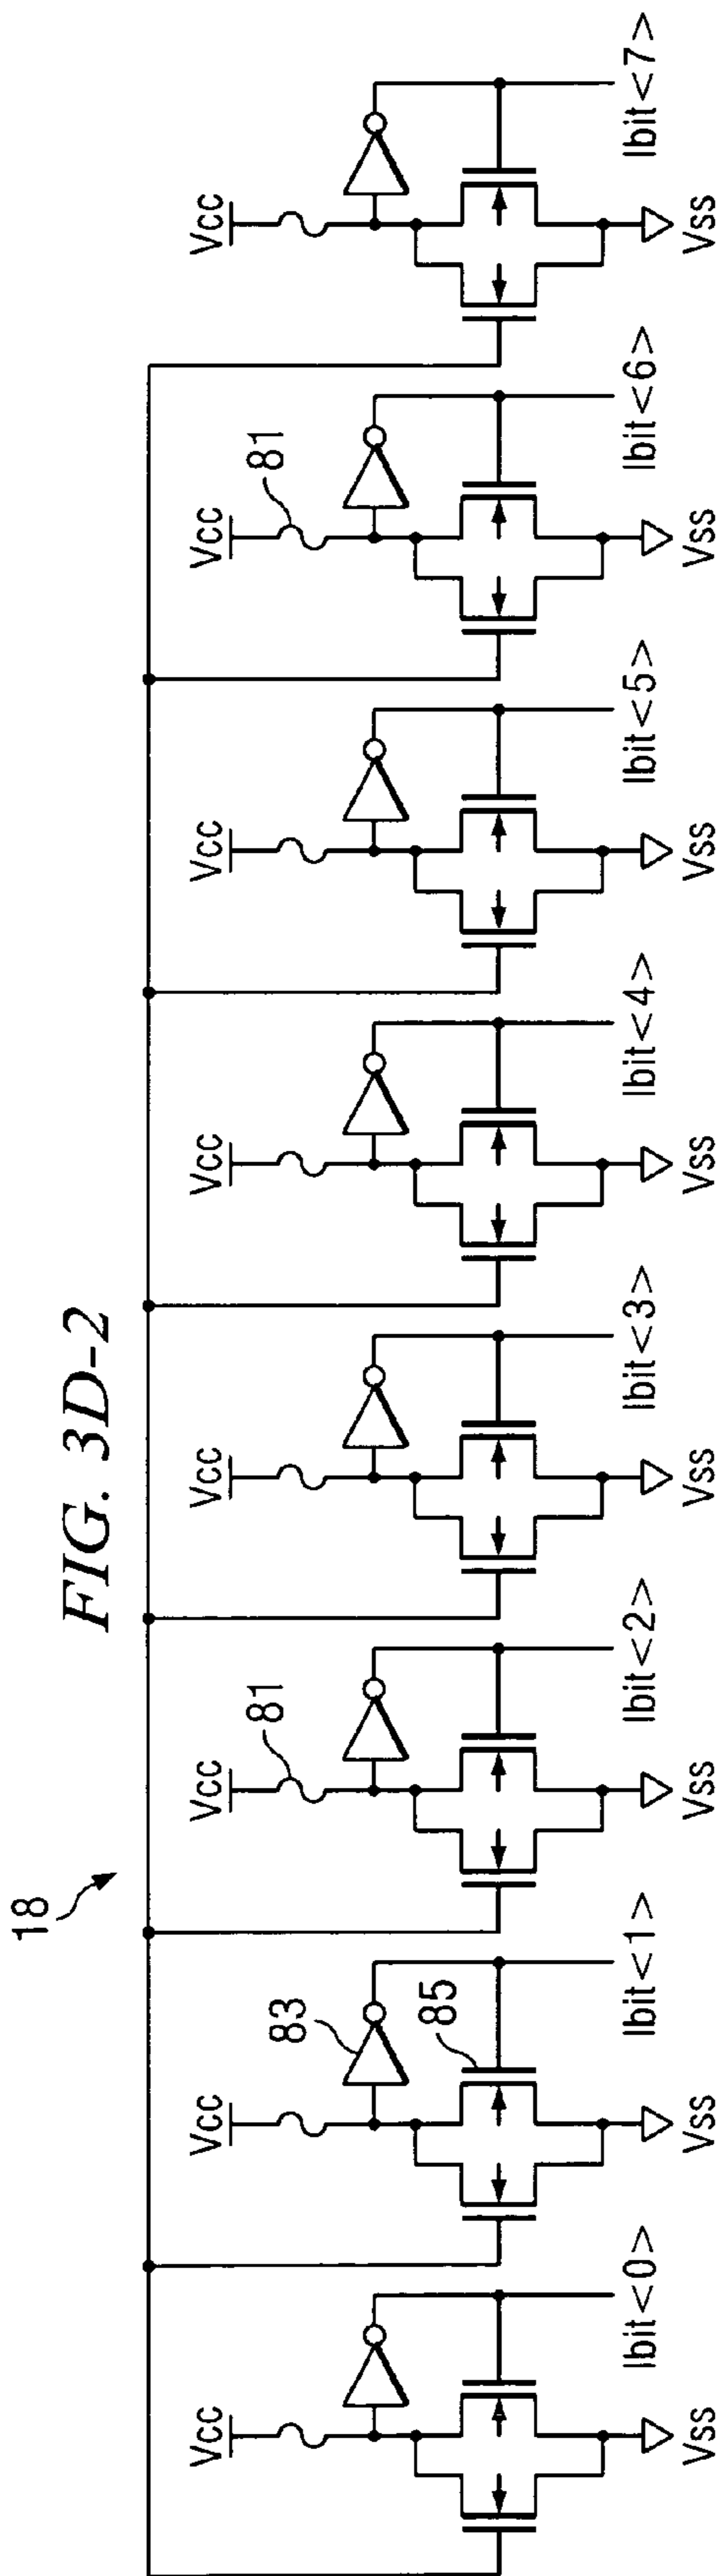 FIG. 3D-2
18
Vcc
Vcc
Vcc
Vcc
Vcc
Vcc
Vcc
Vcc
83
81
81
85
Ibit<0>
Ibit<1>
Ibit<2>
Ibit<3>
Ibit<4>
Ibit<5>
Ibit<6>
Ibit<7>
Vss
Vss
Vss
Vss
Vss
Vss
Vss
Vss